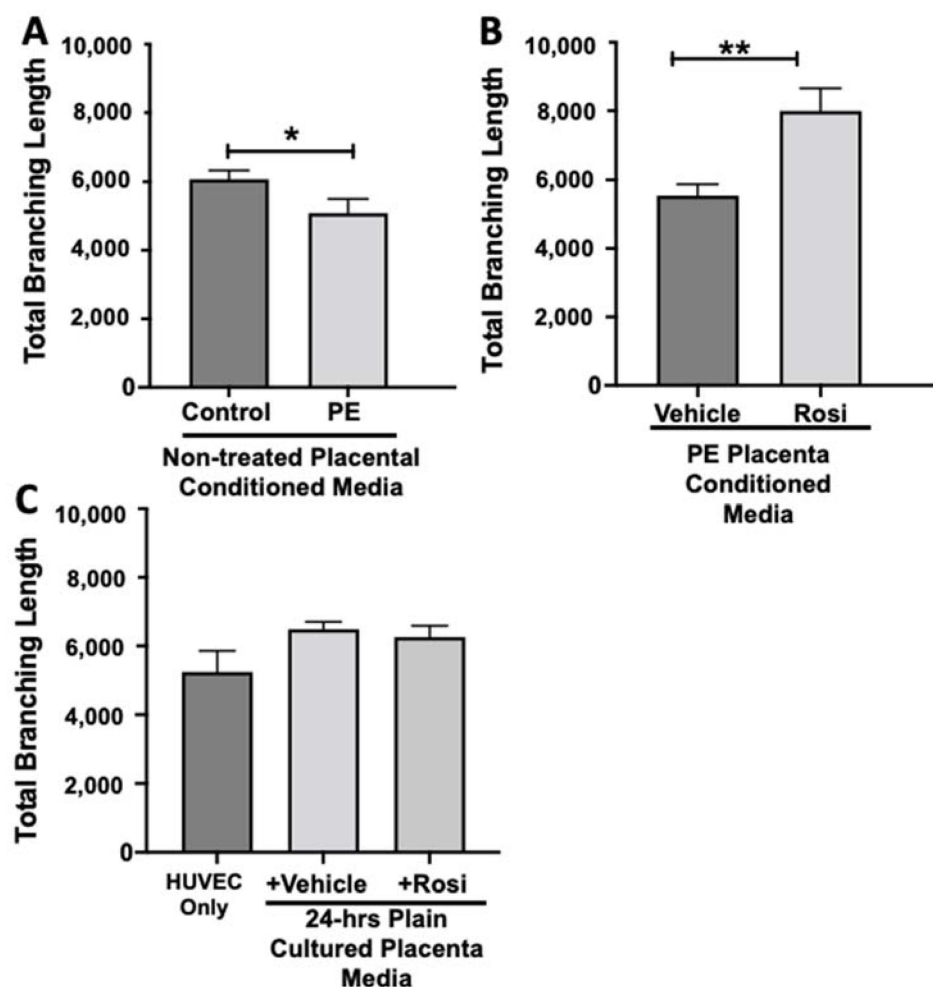 A
Total Branching Length
10,000
8,000
6,000
4,000
2,000
0
*
Control PE
Non-treated Placental
Conditioned Media
B
Total Branching Length
10,000
8,000
6,000
4,000
2,000
0
**
Vehicle Rosi
PE Placenta
Conditioned
Media
C
Total Branching Length
10,000
8,000
6,000
4,000
2,000
0
HUVEC
Only
+Vehicle +Rosi
24-hrs Plain
Cultured Placenta
Media